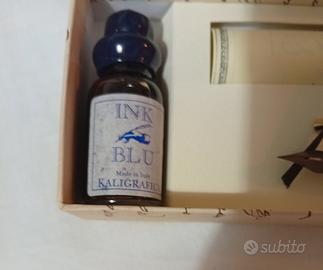 INK
BLU
Made in Italy
KALIGRAFICA
subito